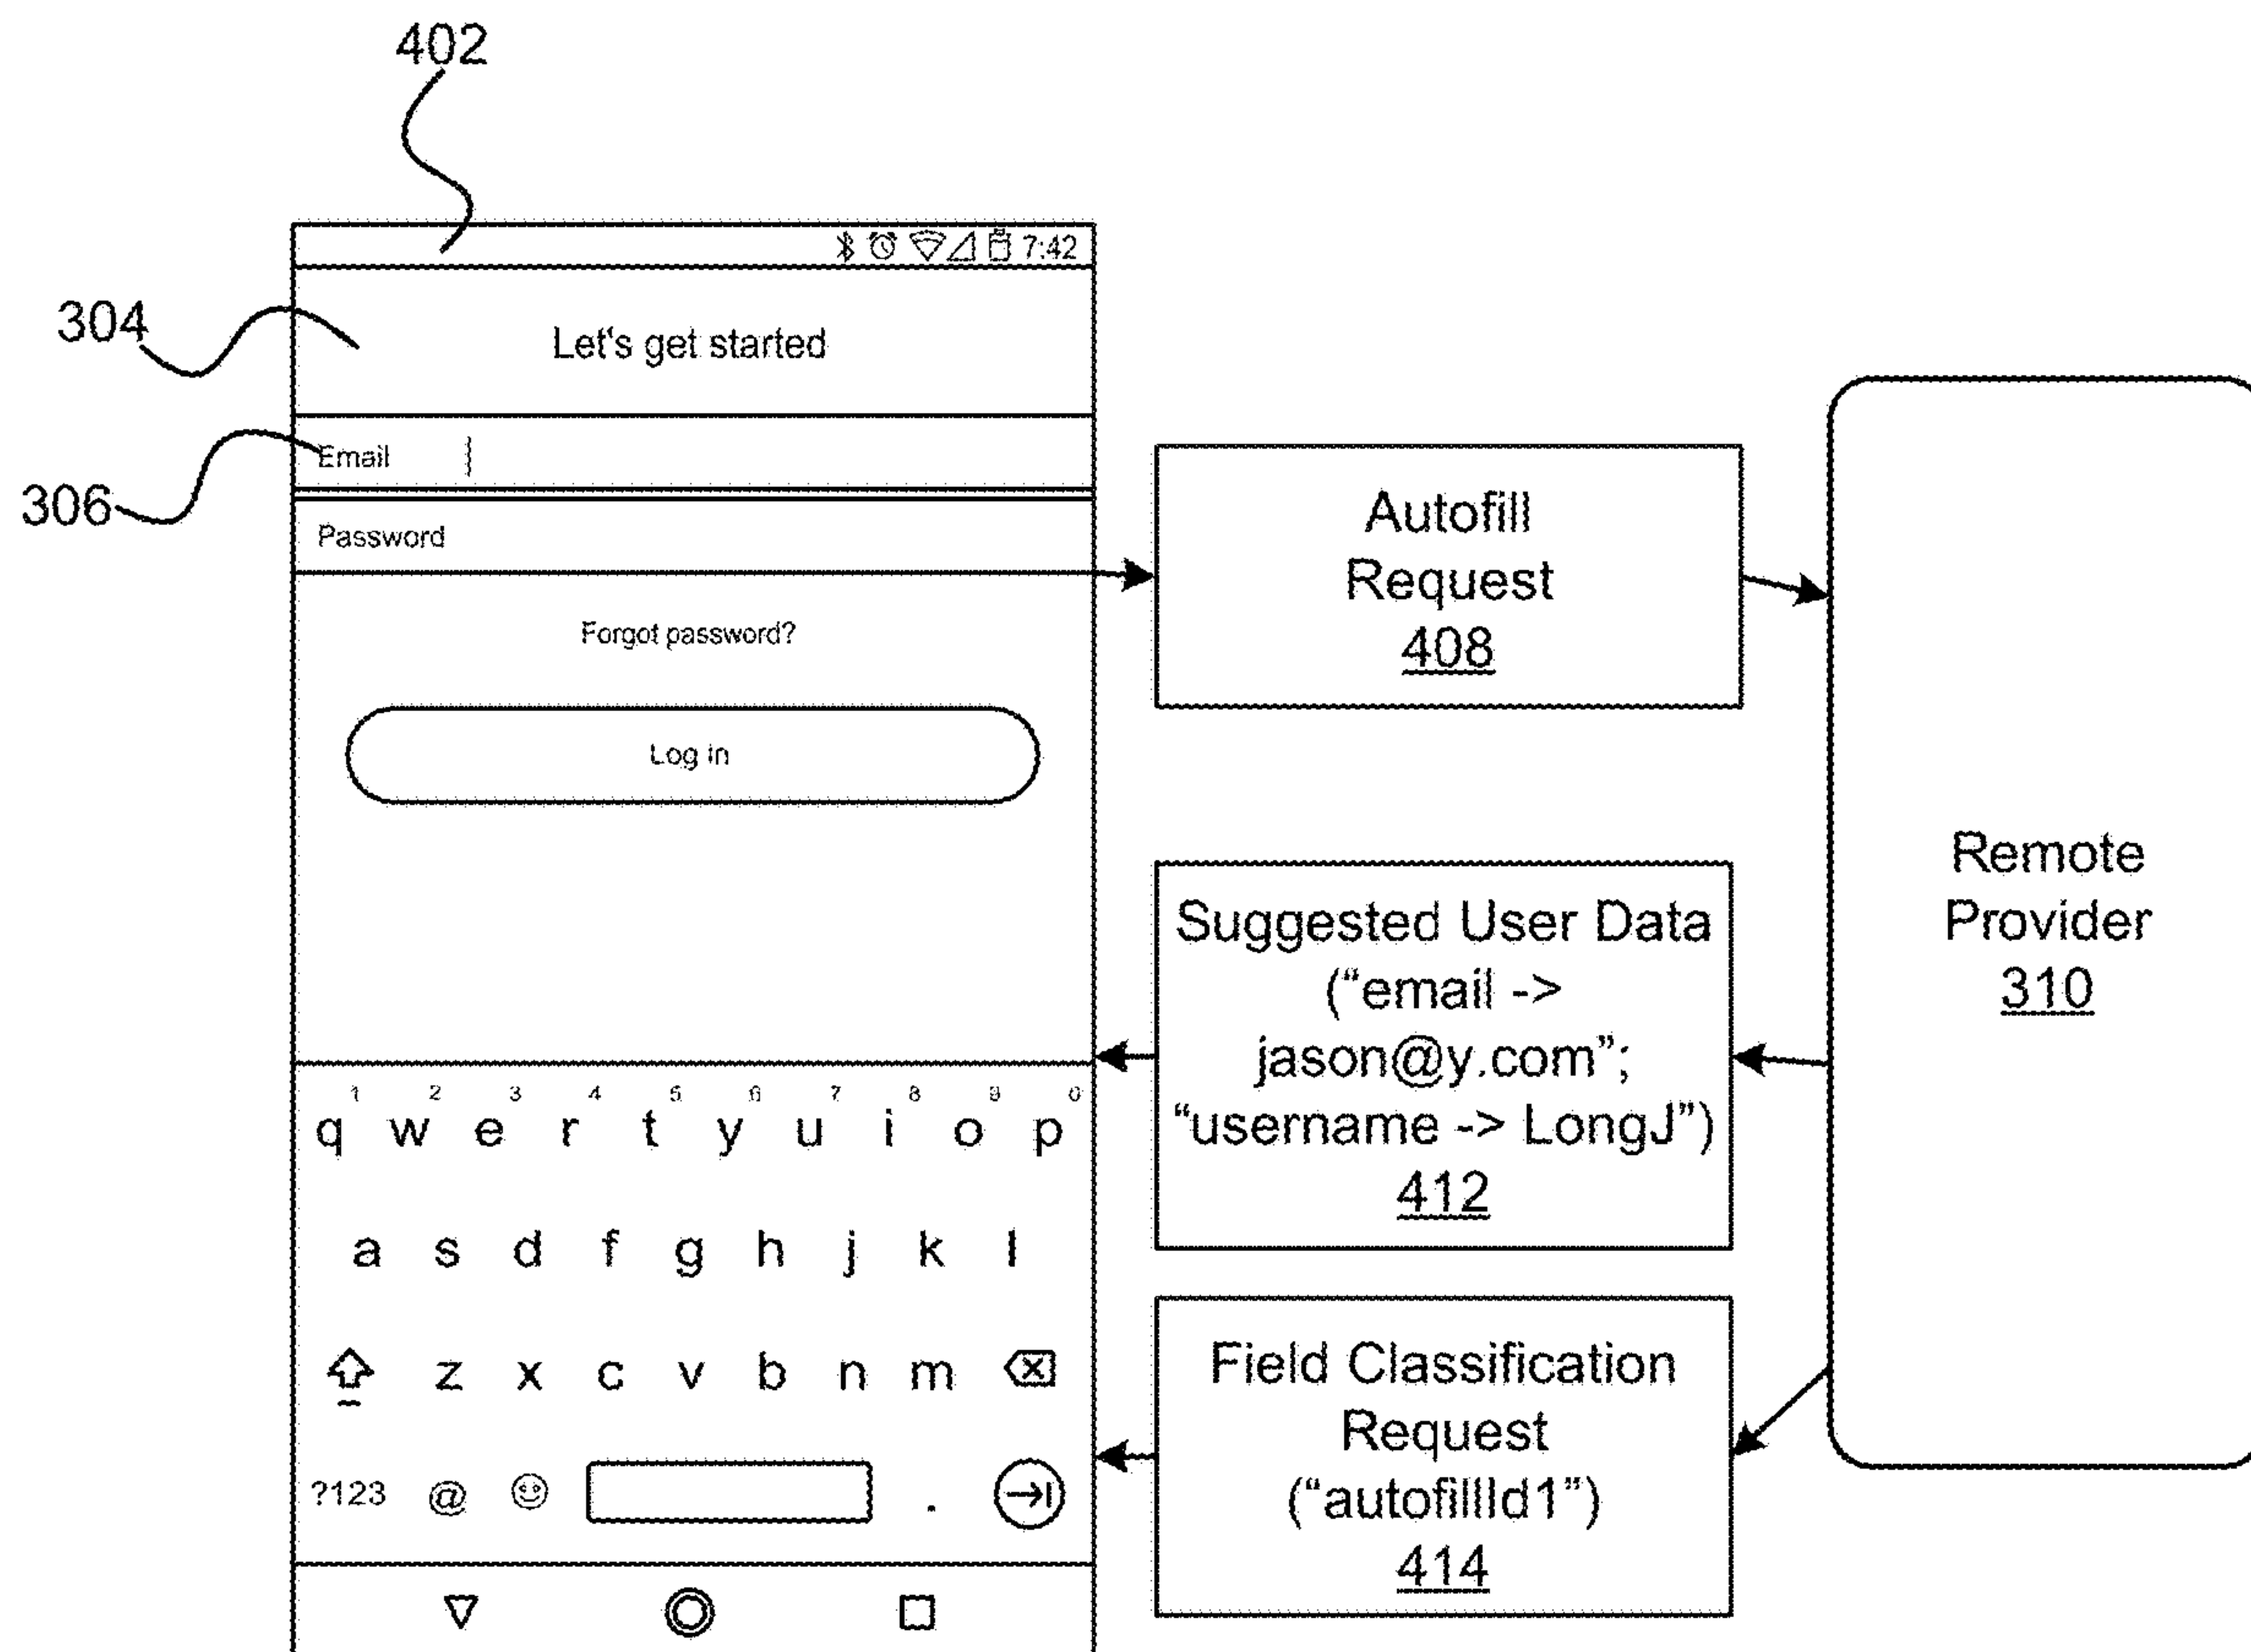 402
7:42
304
Let's get started
306
Email
Password
Forgot password?
Log in
Autofill
Request
408
Suggested User Data
(“email ->
jason@y.com”;
“username -> LongJ”)
412
Field Classification
Request
(“autofillId1”)
414
Remote
Provider
310
1 2 3 4 5 6 7 8 9 0
q w e r t y u i o p
a s d f g h j k l
z x c v b n m
?123 @ .